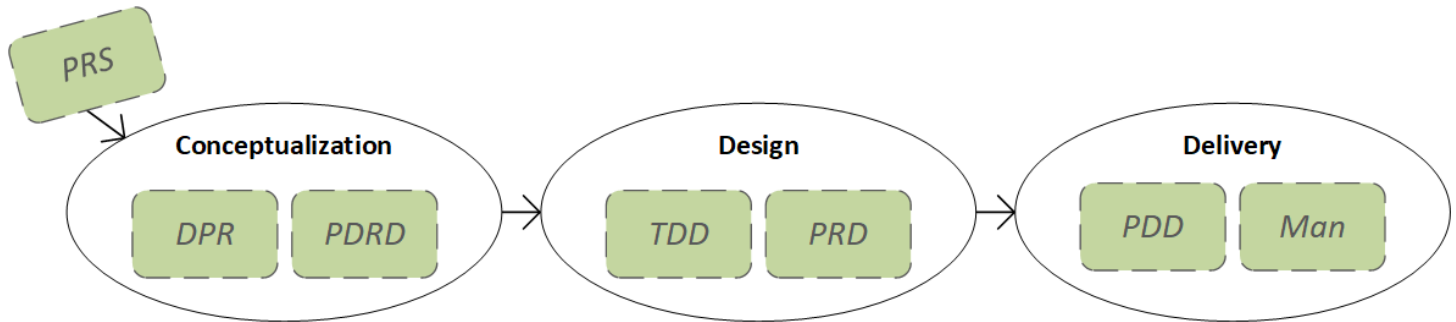 PRS
Conceptualization
DPR
PDRD
Design
TDD
PRD
Delivery
PDD
Man